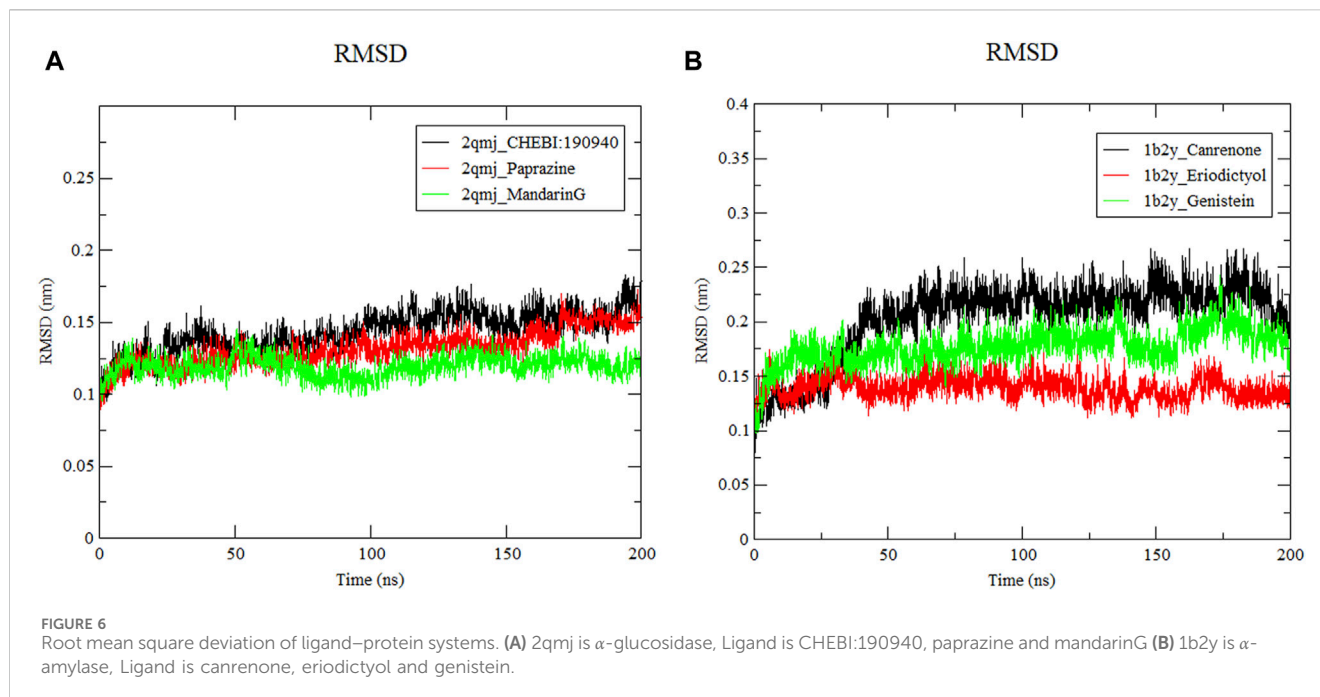 A
RMSD
2qmj_CHEBI:190940
2qmj_Paprazine
2qmj_MandarinG
0.25
0.2
0.15
0.1
0.05
0
RMSD (nm)
0
50
100
150
200
Time (ns)
B
RMSD
1b2y_Canrenone
1b2y_Eriodictyol
1b2y_Genistein
0.4
0.35
0.3
0.25
0.2
0.15
0.1
0.05
0
RMSD (nm)
0
50
100
150
200
Time (ns)
FIGURE 6
Root mean square deviation of ligand–protein systems. (A) 2qmj is α-glucosidase, Ligand is CHEBI:190940, paprazine and mandarinG (B) 1b2y is α-
amylase, Ligand is canrenone, eriodictyol and genistein.